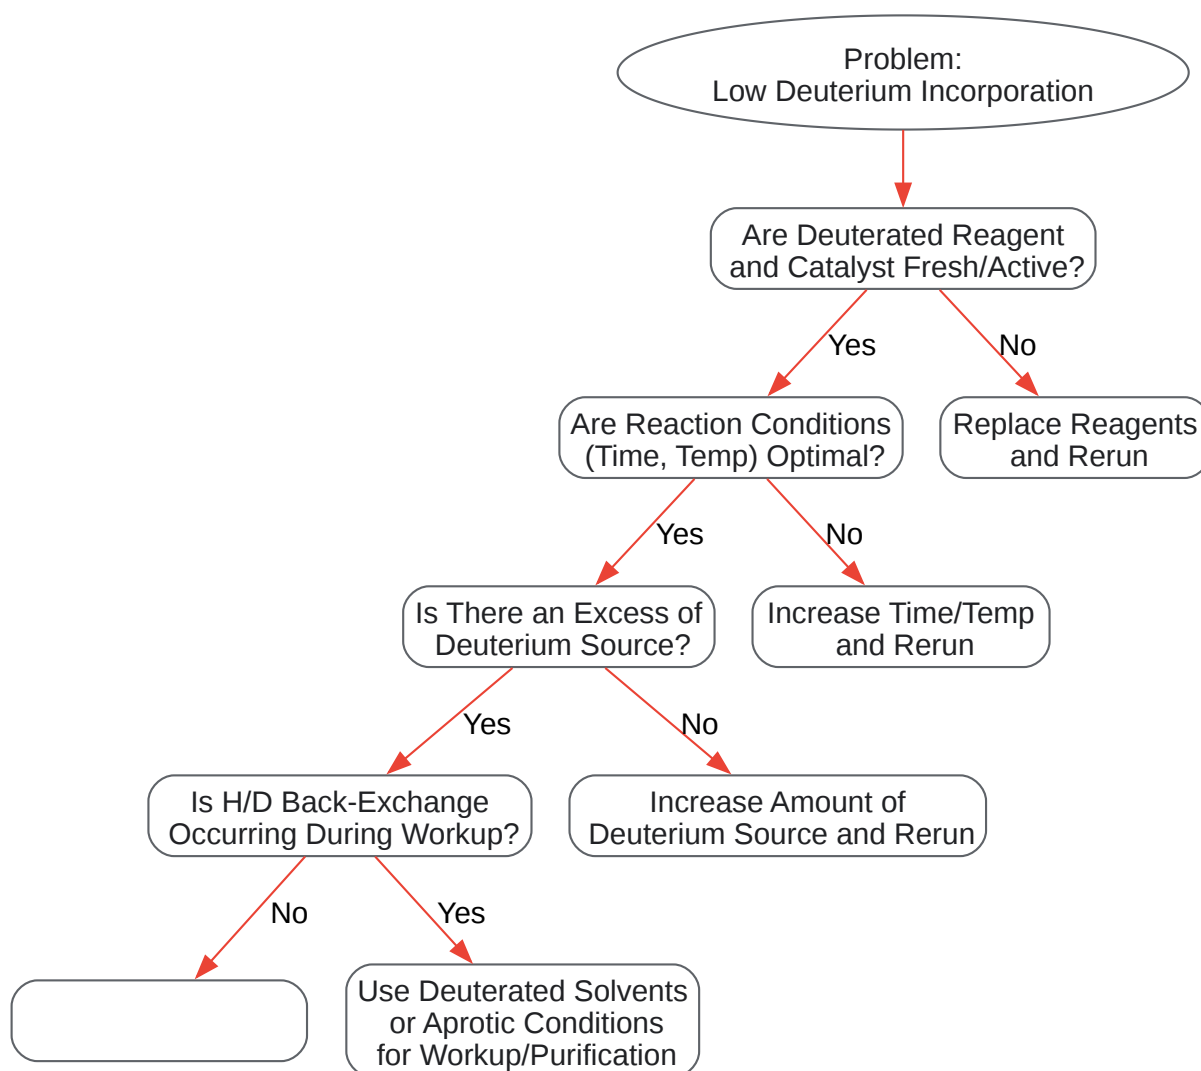 Problem:
Low Deuterium Incorporation
Are Deuterated Reagent
and Catalyst Fresh/Active?
Yes
No
Are Reaction Conditions
(Time, Temp) Optimal?
Replace Reagents
and Rerun
Yes
No
Is There an Excess of
Deuterium Source?
Increase Time/Temp
and Rerun
Yes
No
Is H/D Back-Exchange
Occurring During Workup?
Increase Amount of
Deuterium Source and Rerun
No
Yes
Use Deuterated Solvents
or Aprotic Conditions
for Workup/Purification